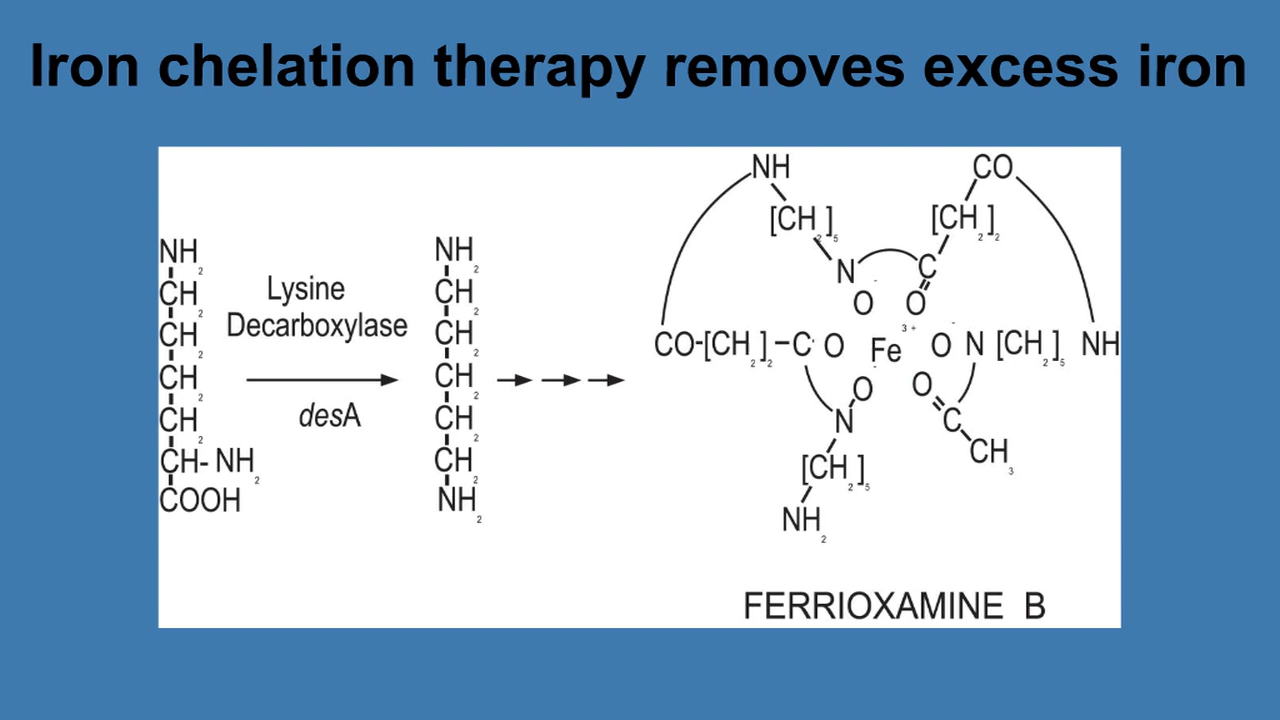 Iron chelation therapy removes excess iron
NH2
CH2
CH2
CH2
CH2
CH-NH2
COOH
Lysine
Decarboxylase
desA
NH2
CH2
CH2
CH2
CH2
CH2
NH2
NH
[CH2]5
N
O-
CO
[CH2]2
C
O
CO-[CH2]2-C O Fe3+ O- N [CH2]5 NH
O-
N
[CH2]5
NH2
O
C
CH3
FERRIOXAMINE B